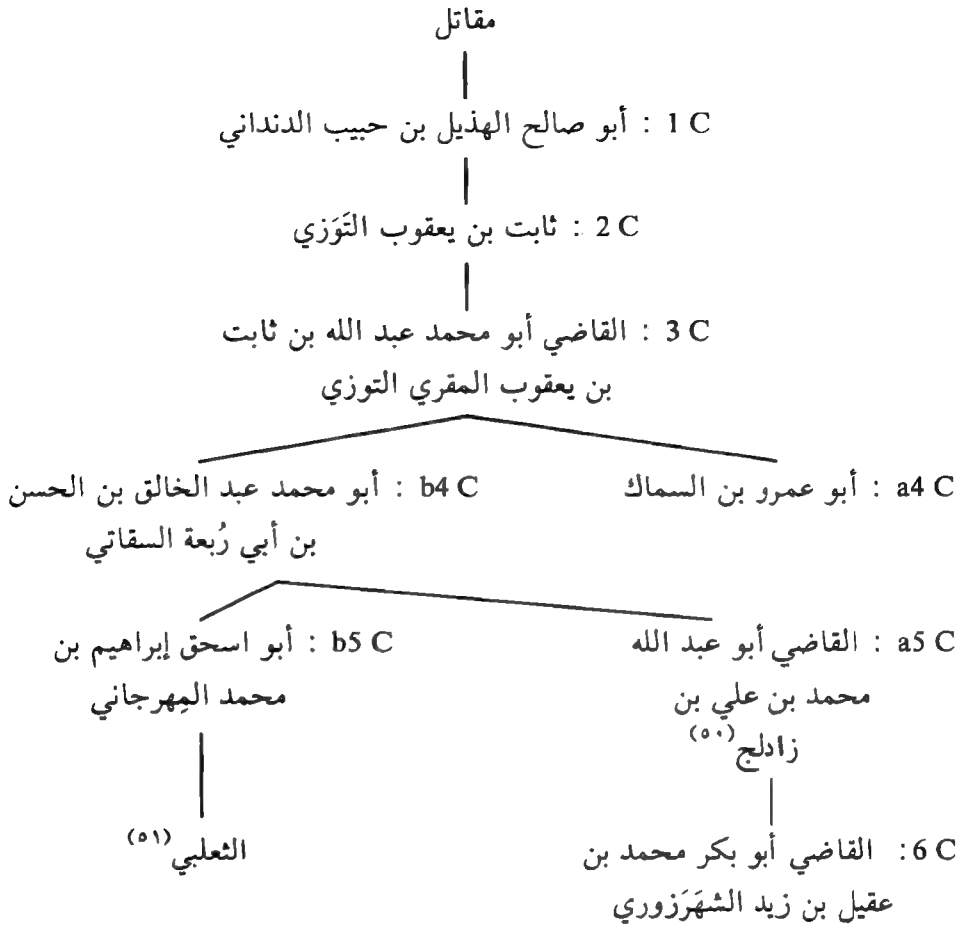 مقاتل
1 C : أبو صالح الهذيل بن حبيب الدنداني
2 C : ثابت بن يعقوب التَوَزي
3 C : القاضي أبو محمد عبد الله بن ثابت
بن يعقوب المقري التوزي
a4 C : أبو عمرو بن السماك
b4 C : أبو محمد عبد الخالق بن الحسن
بن أبي رُبعة السقاتي
a5 C : القاضي أبو عبد الله
محمد بن علي بن
زادلج(٥٠)
b5 C : أبو اسحق إبراهيم بن
محمد المِهرجاني
6 C : القاضي أبو بكر محمد بن
عقيل بن زيد الشهَرَزوري
الثعلبي(٥١)